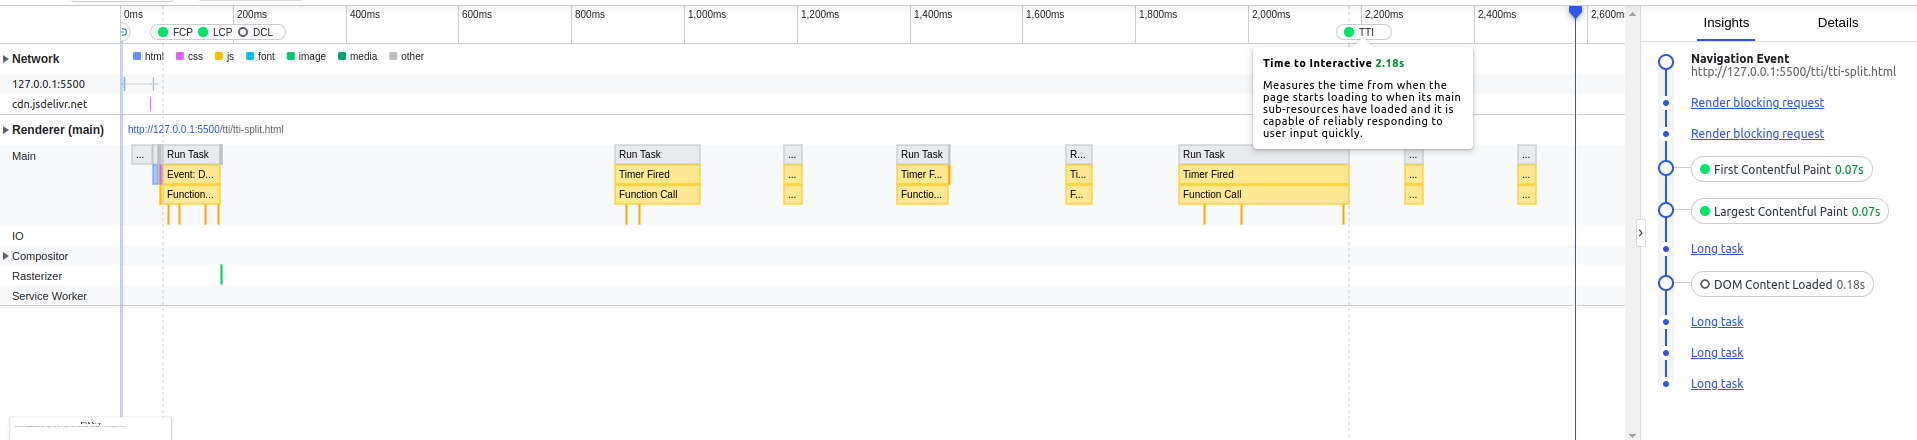 0ms 200ms 400ms 600ms 800ms 1,000ms 1,200ms 1,400ms 1,600ms 1,800ms 2,000ms 2,200ms 2,400ms 2,600m
FCP LCP DCL TTI
Network html css js font image media other
127.0.0.1:5500
cdn.jsdelivr.net
Renderer (main) http://127.0.0.1:5500/tti/tti-split.html
Main ... Run Task Run Task ... Run Task R... Run Task ... ...
Event: D... Timer Fired ... Timer F... Ti... Timer Fired ... ...
Function... Function Call ... Functio... F... Function Call ... ...
IO
Compositor
Rasterizer
Service Worker
Time to Interactive 2.18s
Measures the time from when the
page starts loading to when its main
sub-resources have loaded and it is
capable of reliably responding to
user input quickly.
Insights Details
Navigation Event
http://127.0.0.1:5500/tti/tti-split.html
Render blocking request
Render blocking request
First Contentful Paint 0.07s
Largest Contentful Paint 0.07s
Long task
DOM Content Loaded 0.18s
Long task
Long task
Long task